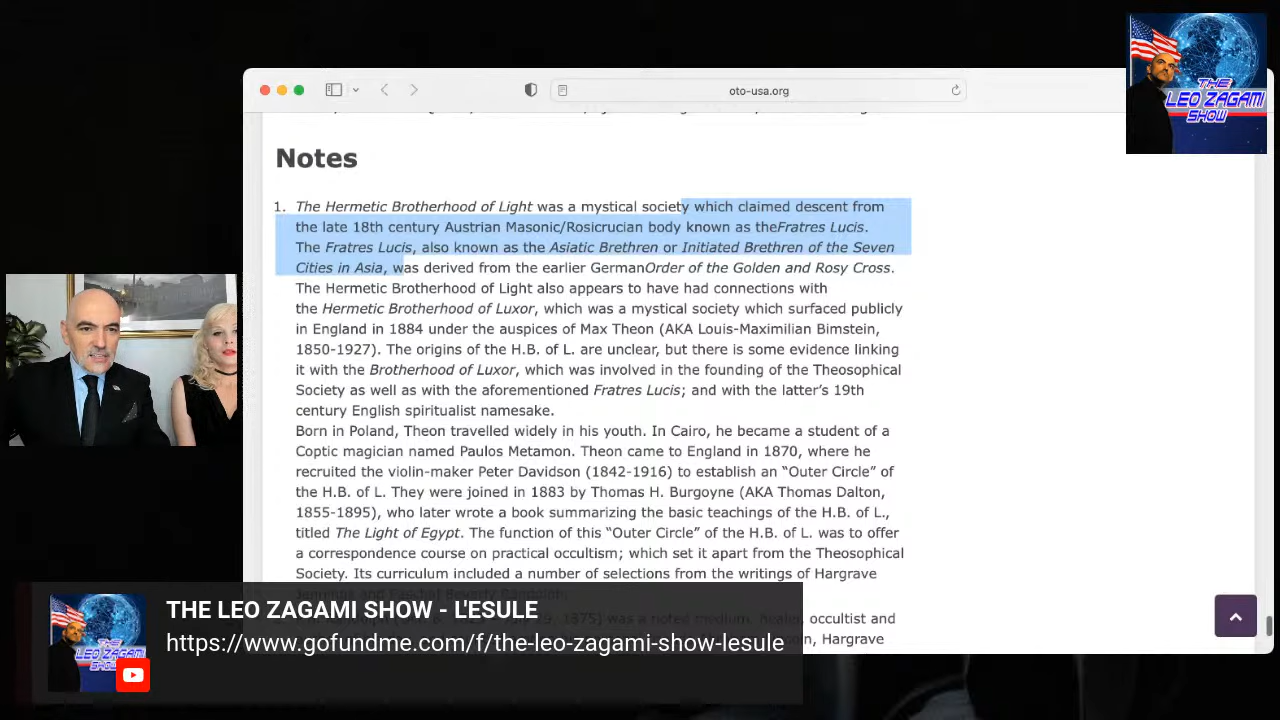 oto-usa.org
THE
LEO ZAGAMI
SHOW
Notes
1. The Hermetic Brotherhood of Light was a mystical society which claimed descent from
the late 18th century Austrian Masonic/Rosicrucian body known as theFratres Lucis.
The Fratres Lucis, also known as the Asiatic Brethren or Initiated Brethren of the Seven
Cities in Asia, was derived from the earlier GermanOrder of the Golden and Rosy Cross.
The Hermetic Brotherhood of Light also appears to have had connections with
the Hermetic Brotherhood of Luxor, which was a mystical society which surfaced publicly
in England in 1884 under the auspices of Max Theon (AKA Louis-Maximilian Bimstein,
1850-1927). The origins of the H.B. of L. are unclear, but there is some evidence linking
it with the Brotherhood of Luxor, which was involved in the founding of the Theosophical
Society as well as with the aforementioned Fratres Lucis; and with the latter’s 19th
century English spiritualist namesake.
Born in Poland, Theon travelled widely in his youth. In Cairo, he became a student of a
Coptic magician named Paulos Metamon. Theon came to England in 1870, where he
recruited the violin-maker Peter Davidson (1842-1916) to establish an “Outer Circle” of
the H.B. of L. They were joined in 1883 by Thomas H. Burgoyne (AKA Thomas Dalton,
1855-1895), who later wrote a book summarizing the basic teachings of the H.B. of L.,
titled The Light of Egypt. The function of this “Outer Circle” of the H.B. of L. was to offer
a correspondence course on practical occultism; which set it apart from the Theosophical
Society. Its curriculum included a number of selections from the writings of Hargrave
1875) was a noted medium, healer, occultist and
Hargrave
THE
LEO ZAGAMI
SHOW
THE LEO ZAGAMI SHOW - L'ESULE
https://www.gofundme.com/f/the-leo-zagami-show-lesule